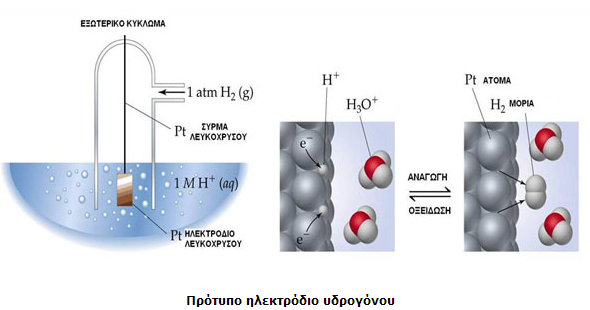 ΕΞΩΤΕΡΙΚΟ ΚΥΚΛΩΜΑ
1 atm H₂ (g)
Pt ΣΥΡΜΑ
ΛΕΥΚΟΧΡΥΣΟΥ
1 M H⁺ (aq)
Pt ΗΛΕΚΤΡΟΔΙΟ
ΛΕΥΚΟΧΡΥΣΟΥ
H⁺
H₃O⁺
e⁻
e⁻
ΑΝΑΓΩΓΗ
ΟΞΕΙΔΩΣΗ
Pt ΑΤΟΜΑ
H₂ ΜΟΡΙΑ
Πρότυπο ηλεκτρόδιο υδρογόνου